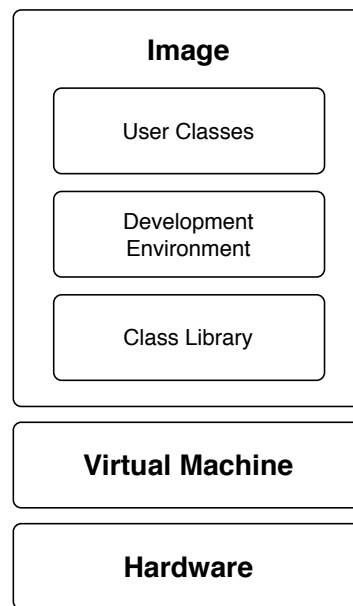 Image
User Classes
Development
Environment
Class Library
Virtual Machine
Hardware